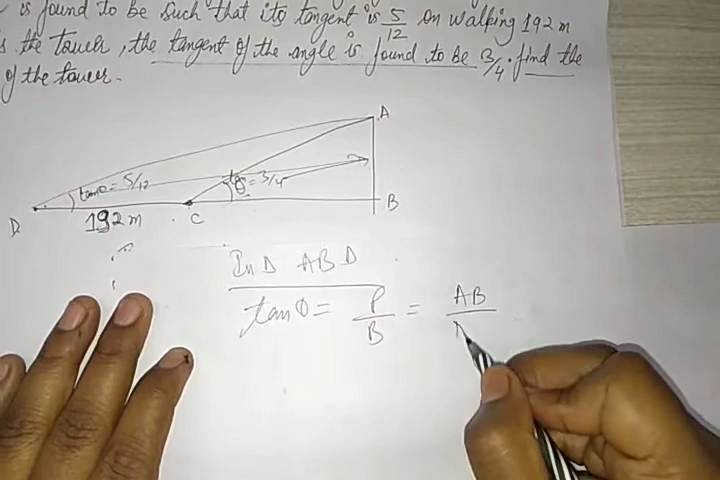 is found to be such that its tangent is 5/12 on walking 192 m
the tower, the tangent of the angle is found to be 3/4. find the
of the tower.
A
tanθ = 5/12
tan θ = 3/4
D
192 m
C
B
In Δ ABD
tan θ = P/B = AB/